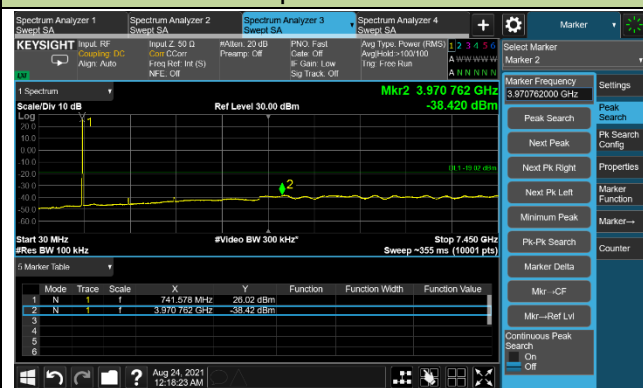 Spectrum Analyzer 1
Swept SA
Spectrum Analyzer 2
Swept SA
Spectrum Analyzer 3
Swept SA
Spectrum Analyzer 4
Swept SA
+
Marker
KEYSIGHT
Input: RF
Coupling: DC
Align: Auto
Input Z: 50 Ω
Corr CCorr
Freq Ref: Int (S)
NFE: Off
#Atten: 20 dB
Preamp: Off
PNO: Fast
Gate: Off
IF Gain: Low
Sig Track: Off
Avg Type: Power (RMS)
Avg|Hold:>100/100
Trig: Free Run
1 2 3 4 5 6
A W W W W W
A N N N N N
LXI
Select Marker
Marker 2
1 Spectrum
Mkr2 3.970 762 GHz
-38.420 dBm
Scale/Div 10 dB
Ref Level 30.00 dBm
Log
20.0
10.0
0.00
-10.0
-20.0
-30.0
-40.0
-50.0
-60.0
1
2
DL1 -19.02 dBm
Start 30 MHz
#Video BW 300 kHz*
Stop 7.450 GHz
#Res BW 100 kHz
Sweep ~355 ms (10001 pts)
5 Marker Table
Mode Trace Scale X Y Function Function Width Function Value
1 N 1 f 741.578 MHz 26.02 dBm
2 N 1 f 3.970 762 GHz -38.42 dBm
3
4
5
6
Marker Frequency
3.970762000 GHz
Peak Search
Next Peak
Next Pk Right
Next Pk Left
Minimum Peak
Pk-Pk Search
Marker Delta
Mkr→CF
Mkr→Ref Lvl
Continuous Peak
Search
On
Off
Settings
Peak
Search
Pk Search
Config
Properties
Marker
Function
Marker→
Counter
?
Aug 24, 2021
12:18:23 AM